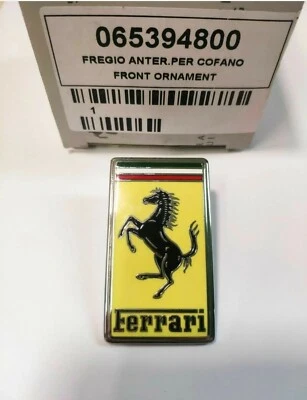 065394800
FREGIO ANTER.PER COFANO
FRONT ORNAMENT
1
Ferrari